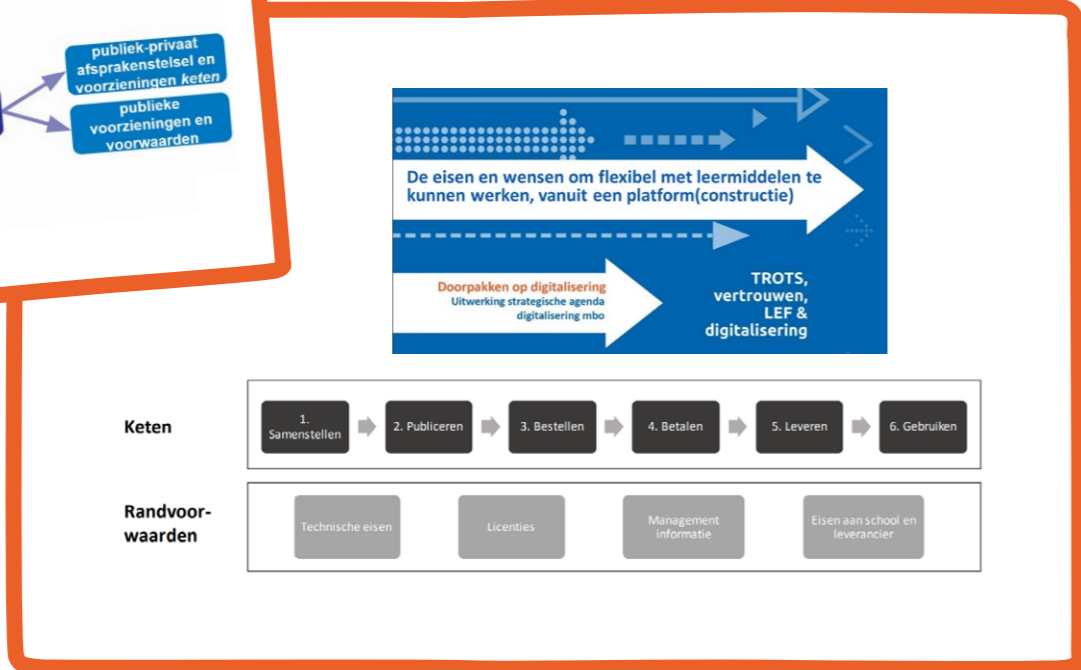 publiek-privaat
afsprakenstelsel en
voorzieningen keten
publieke
voorzieningen en
voorwaarden
De eisen en wensen om flexibel met leermiddelen te
kunnen werken, vanuit een platform(constructie)
Doorpakken op digitalisering
Uitwerking strategische agenda
digitalisering mbo
TROTS,
vertrouwen,
LEF &
digitalisering
Keten
1.
Samenstellen
2. Publiceren
3. Bestellen
4. Betalen
5. Leveren
6. Gebruiken
Randvoor-
waarden
Technische eisen
Licenties
Management
informatie
Eisen aan school en
leverancier